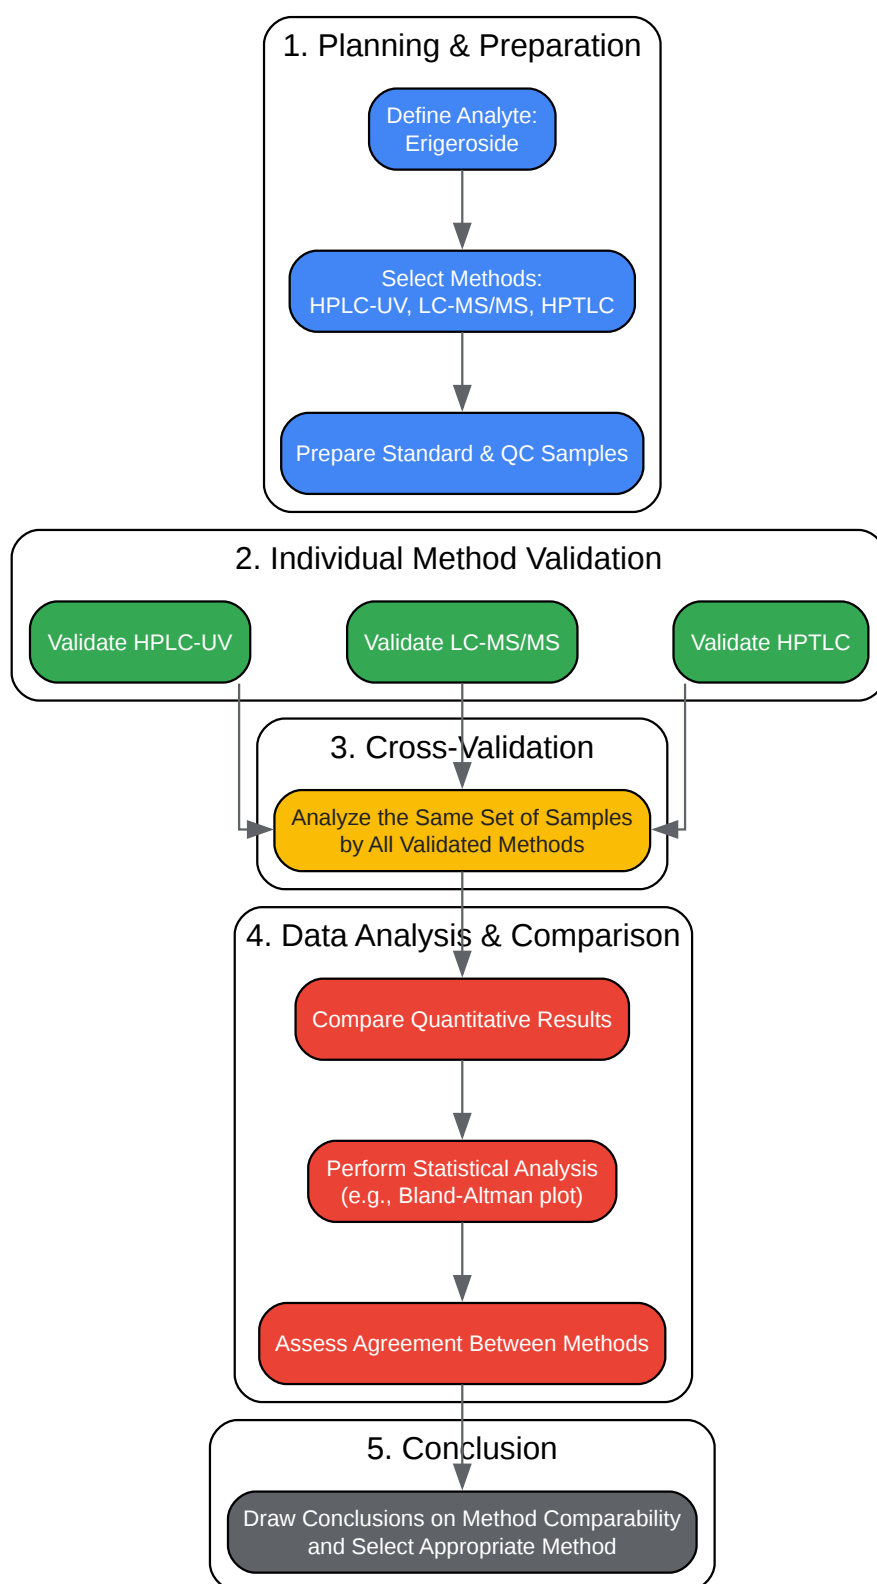 1. Planning & Preparation
Define Analyte:
Erigeroside
Select Methods:
HPLC-UV, LC-MS/MS, HPTLC
Prepare Standard & QC Samples
2. Individual Method Validation
Validate HPLC-UV
Validate LC-MS/MS
Validate HPTLC
3. Cross-Validation
Analyze the Same Set of Samples
by All Validated Methods
4. Data Analysis & Comparison
Compare Quantitative Results
Perform Statistical Analysis
(e.g., Bland-Altman plot)
Assess Agreement Between Methods
5. Conclusion
Draw Conclusions on Method Comparability
and Select Appropriate Method